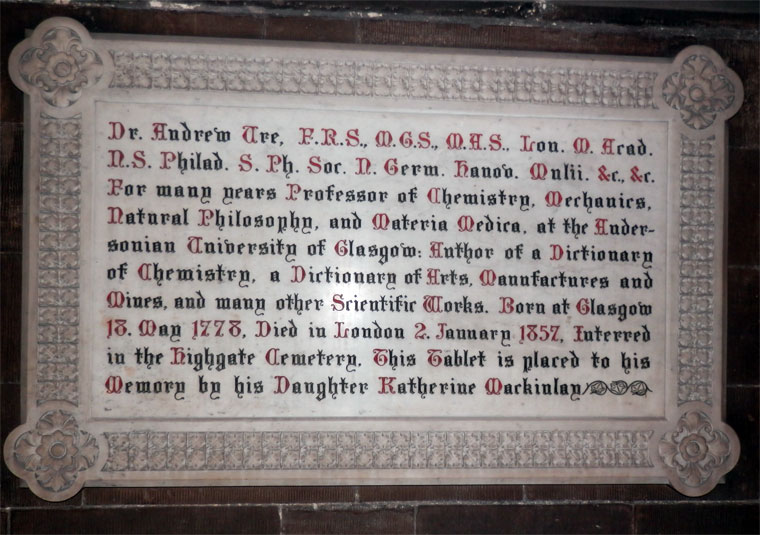 Dr. Andrew Ure, F.R.S., M.G.S., M.A.S., Lon. M. Acad.
N.S. Philad. S. Ph. Soc. N. Germ. Hanov. Mulii. &c., &c.
For many years Professor of Chemistry, Mechanics,
Natural Philosophy, and Materia Medica, at the Ander-
sonian University of Glasgow; Author of a Dictionary
of Chemistry, a Dictionary of Arts, Manufactures and
Mines, and many other Scientific Works. Born at Glasgow
18. May 1778, Died in London 2. January 1857, Interred
in the Highgate Cemetery. This Tablet is placed to his
Memory by his Daughter Katherine Mackinlay